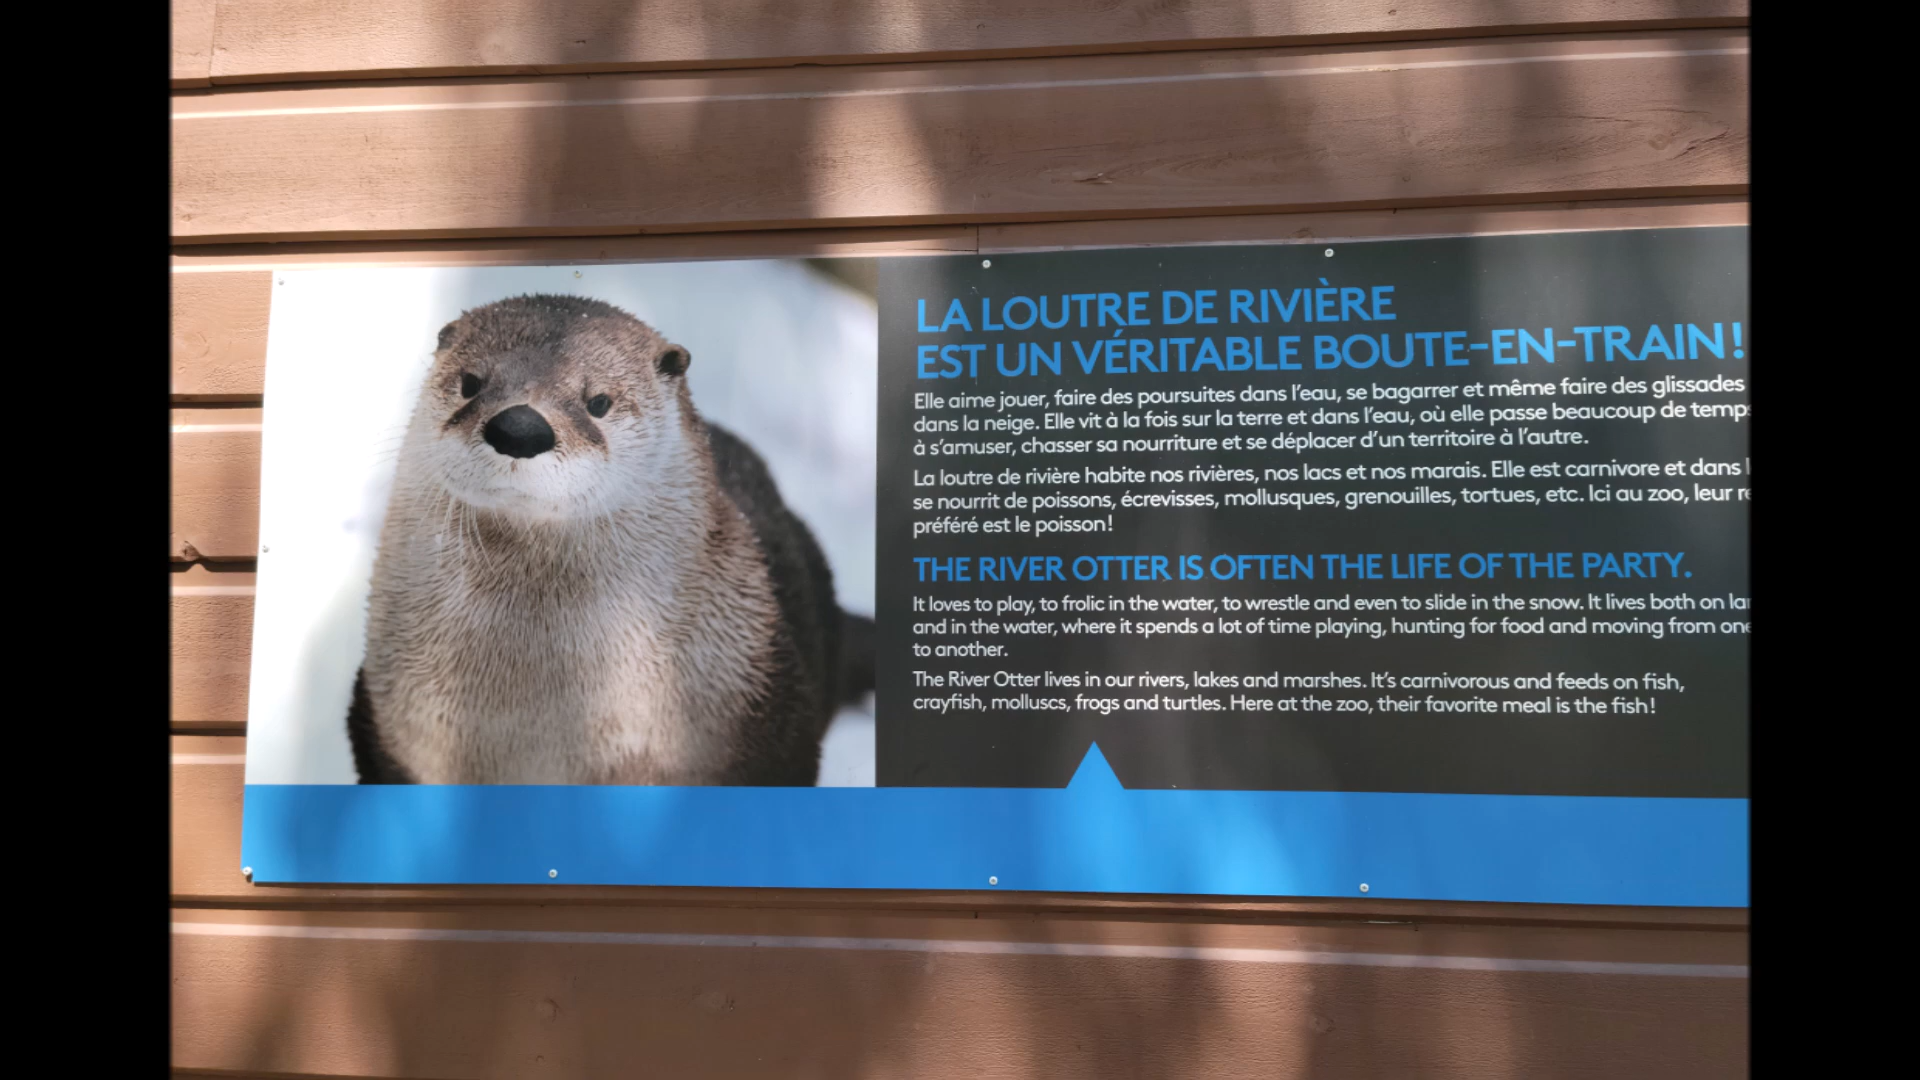 LA LOUTRE DE RIVIÈRE
EST UN VÉRITABLE BOUTE-EN-TRAIN!
Elle aime jouer, faire des poursuites dans l'eau, se bagarrer et même faire des glissades
dans la neige. Elle vit à la fois sur la terre et dans l'eau, où elle passe beaucoup de temp
à s'amuser, chasser sa nourriture et se déplacer d'un territoire à l'autre.
La loutre de rivière habite nos rivières, nos lacs et nos marais. Elle est carnivore et dans
se nourrit de poissons, écrevisses, mollusques, grenouilles, tortues, etc. Ici au zoo, leur
préféré est le poisson!
THE RIVER OTTER IS OFTEN THE LIFE OF THE PARTY.
It loves to play, to frolic in the water, to wrestle and even to slide in the snow. It lives both on
and in the water, where it spends a lot of time playing, hunting for food and moving from one
to another.
The River Otter lives in our rivers, lakes and marshes. It's carnivorous and feeds on fish,
crayfish, molluscs, frogs and turtles. Here at the zoo, their favorite meal is the fish!